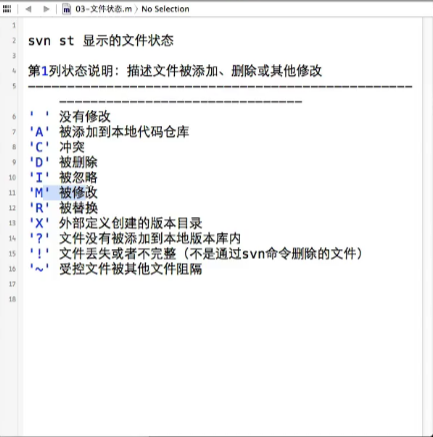 03-文件状态.m › No Selection
1
2 svn st 显示的文件状态
3
4 第1列状态说明：描述文件被添加、删除或其他修改
5 -------------------------------------------------
-------------------------------
6 ' ' 没有修改
7 'A' 被添加到本地代码仓库
8 'C' 冲突
9 'D' 被删除
10 'I' 被忽略
11 'M' 被修改
12 'R' 被替换
13 'X' 外部定义创建的版本目录
14 '?' 文件没有被添加到本地版本库内
15 '!' 文件丢失或者不完整（不是通过svn命令删除的文件）
16 '~' 受控文件被其他文件阻隔
17
18